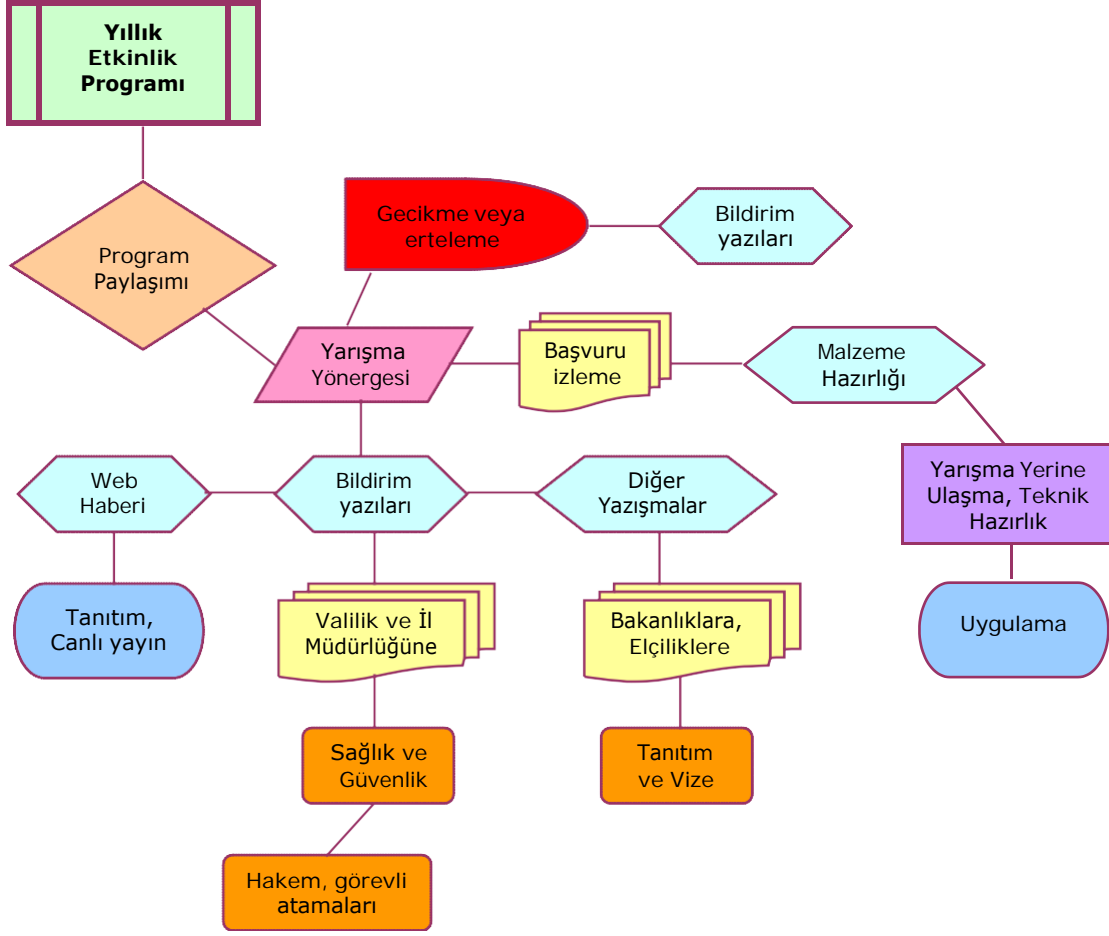 Yıllık
Etkinlik
Programı
Gecikme veya
erteleme
Bildirim
yazıları
Program
Paylaşımı
Yarışma
Yönergesi
Başvuru
izleme
Malzeme
Hazırlığı
Web
Haberi
Bildirim
yazıları
Diğer
Yazışmalar
Yarışma Yerine
Ulaşma, Teknik
Hazırlık
Tanıtım,
Canlı yayın
Valilik ve İl
Müdürlüğüne
Bakanlıklara,
Elçiliklere
Uygulama
Sağlık ve
Güvenlik
Tanıtım
ve Vize
Hakem, görevli
atamaları